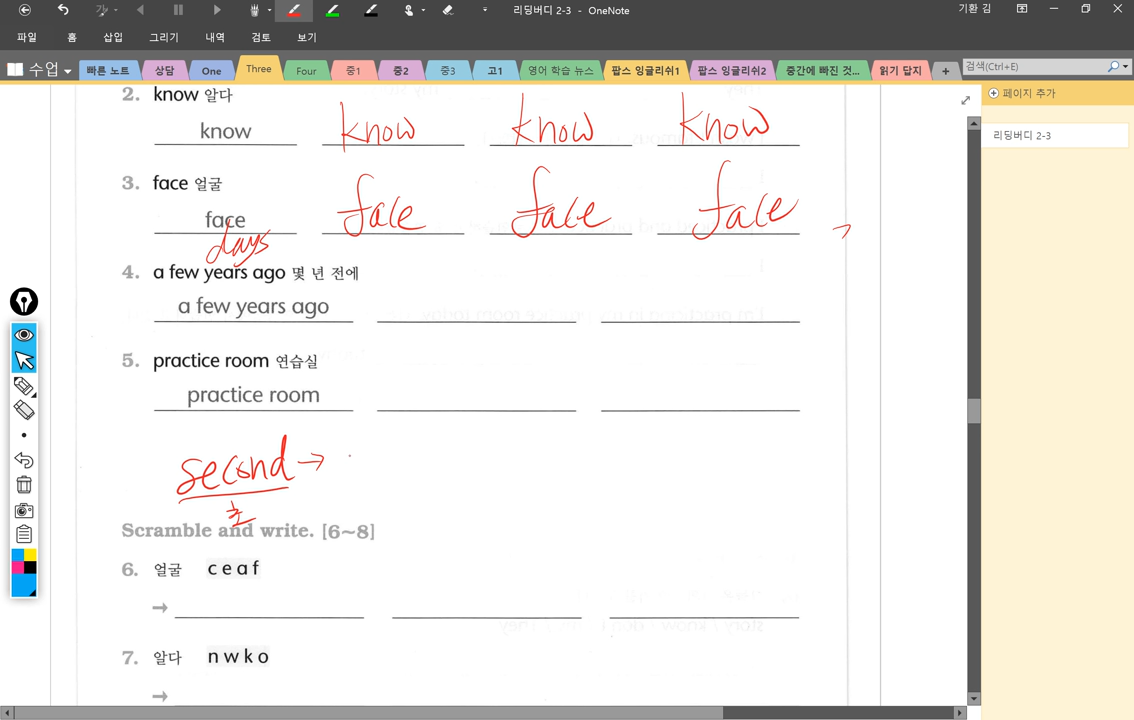 리딩버디 2-3 - OneNote
기환 김
파일 홈 삽입 그리기 내역 검토 보기
수업 빠른 노트 상담 One Three Four 중1 중2 중3 고1 영어 학습 뉴스 팝스 잉글리쉬1 팝스 잉글리쉬2 중간에 빠진 것... 읽기 답지 + 검색(Ctrl+E)
페이지 추가
리딩버디 2-3
2. know 알다
know know know know
3. face 얼굴
face face face face
days
4. a few years ago 몇 년 전에
a few years ago
5. practice room 연습실
practice room
second →
초
Scramble and write. [6~8]
6. 얼굴 c e a f
→
7. 알다 n w k o
→